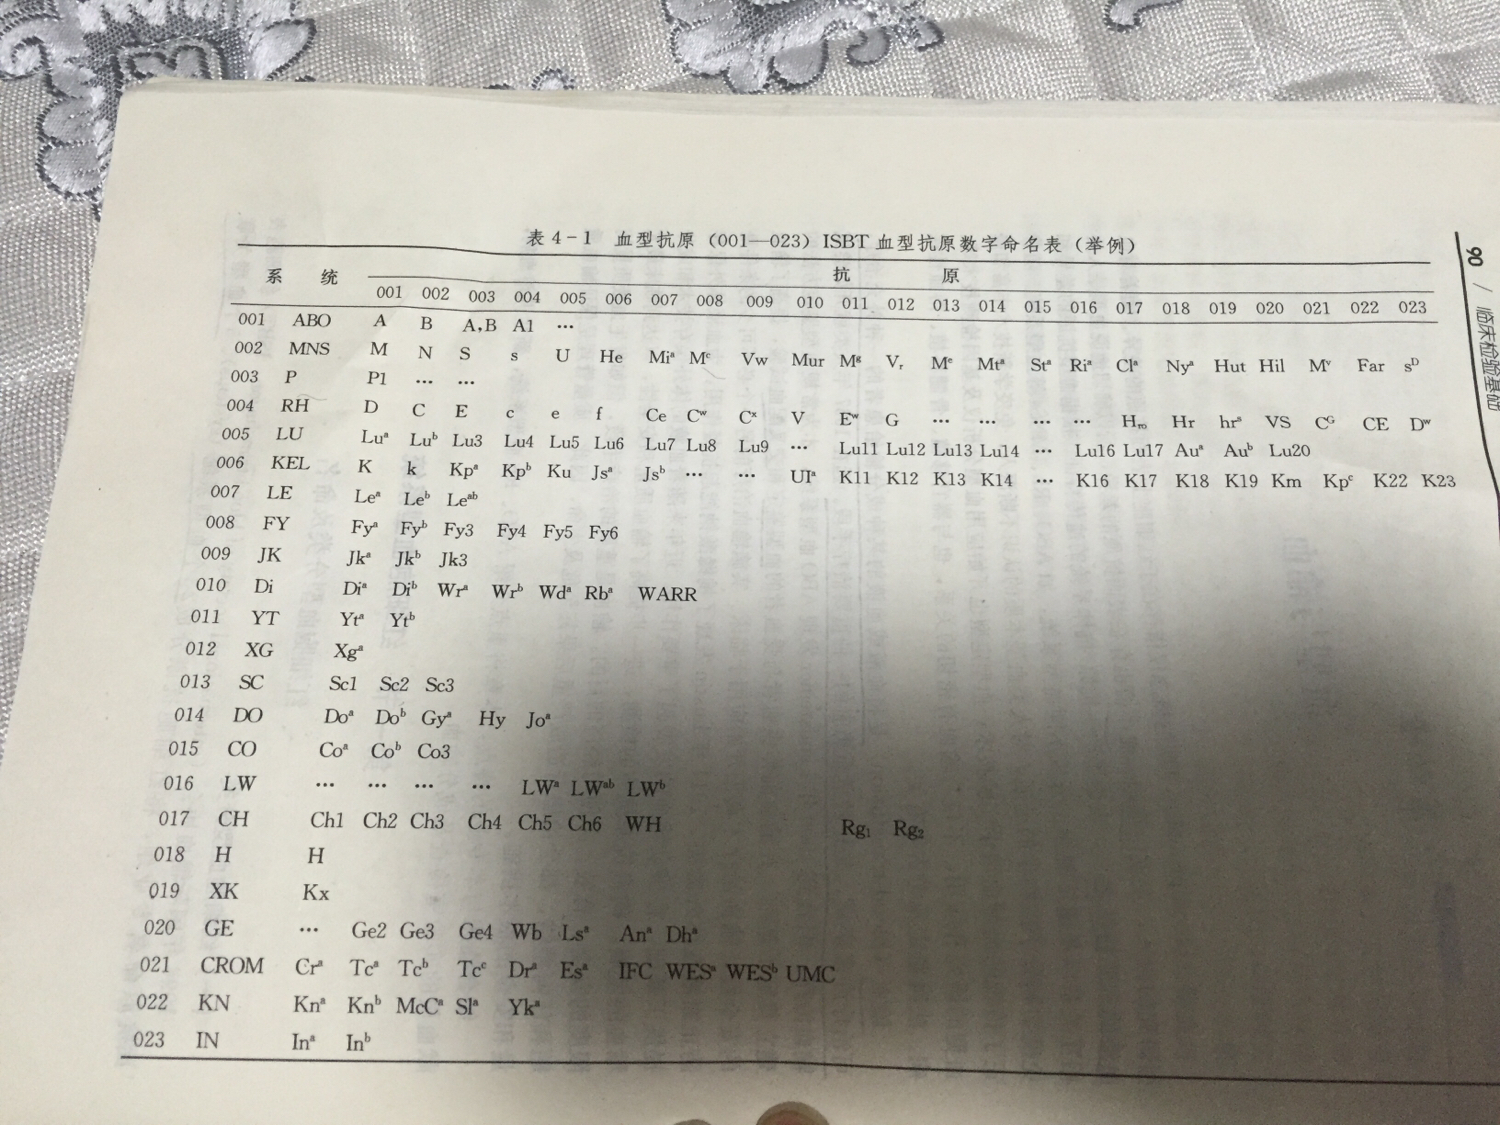 表 4－1　血型抗原（001—023）ISBT 血型抗原数字命名表（举例）
系　统　抗　原
001 002 003 004 005 006 007 008 009 010 011 012 013 014 015 016 017 018 019 020 021 022 023
001 ABO A B A,B A1 …
002 MNS M N S s U He Miᵃ Mᶜ Vw Mur Mᵍ Vᵣ Mᵉ Mtᵃ Stᵃ Riᵃ Clᵃ Nyᵃ Hut Hil Mᵛ Far sᴰ
003 P P1 … …
004 RH D C E c e f Ce Cʷ Cˣ V Eʷ G … … … … Hᵣₒ Hr hrˢ VS Cᴳ CE Dʷ
005 LU Luᵃ Luᵇ Lu3 Lu4 Lu5 Lu6 Lu7 Lu8 Lu9 … Lu11 Lu12 Lu13 Lu14 … Lu16 Lu17 Auᵃ Auᵇ Lu20
006 KEL K k Kpᵃ Kpᵇ Ku Jsᵃ Jsᵇ … … UIᵃ K11 K12 K13 K14 … K16 K17 K18 K19 Km Kpᶜ K22 K23
007 LE Leᵃ Leᵇ Leᵃᵇ
008 FY Fyᵃ Fyᵇ Fy3 Fy4 Fy5 Fy6
009 JK Jkᵃ Jkᵇ Jk3
010 Di Diᵃ Diᵇ Wrᵃ Wrᵇ Wdᵃ Rbᵃ WARR
011 YT Ytᵃ Ytᵇ
012 XG Xgᵃ
013 SC Sc1 Sc2 Sc3
014 DO Doᵃ Doᵇ Gyᵃ Hy Joᵃ
015 CO Coᵃ Coᵇ Co3
016 LW … … … … LWᵃ LWᵃᵇ LWᵇ
017 CH Ch1 Ch2 Ch3 Ch4 Ch5 Ch6 WH Rg₁ Rg₂
018 H H
019 XK Kx
020 GE … Ge2 Ge3 Ge4 Wb Lsᵃ Anᵃ Dhᵃ
021 CROM Crᵃ Tcᵃ Tcᵇ Tcᶜ Drᵃ Esᵃ IFC WESᵃ WESᵇ UMC
022 KN Knᵃ Knᵇ McCᵃ Slᵃ Ykᵃ
023 IN Inᵃ Inᵇ
90 / 临床检验基础